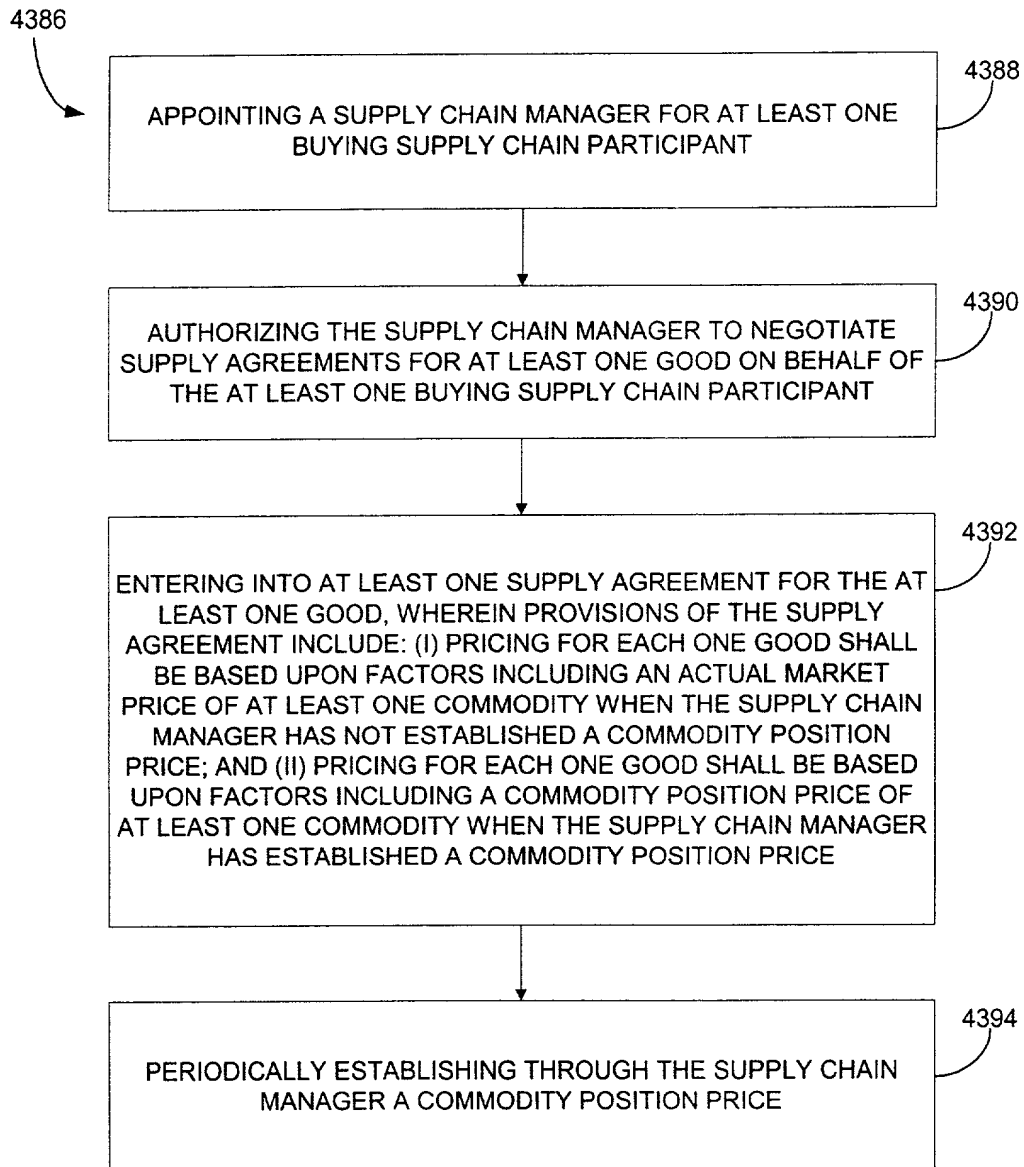 4386
4388
APPOINTING A SUPPLY CHAIN MANAGER FOR AT LEAST ONE
BUYING SUPPLY CHAIN PARTICIPANT
4390
AUTHORIZING THE SUPPLY CHAIN MANAGER TO NEGOTIATE
SUPPLY AGREEMENTS FOR AT LEAST ONE GOOD ON BEHALF OF
THE AT LEAST ONE BUYING SUPPLY CHAIN PARTICIPANT
4392
ENTERING INTO AT LEAST ONE SUPPLY AGREEMENT FOR THE AT
LEAST ONE GOOD, WHEREIN PROVISIONS OF THE SUPPLY
AGREEMENT INCLUDE: (I) PRICING FOR EACH ONE GOOD SHALL
BE BASED UPON FACTORS INCLUDING AN ACTUAL MARKET
PRICE OF AT LEAST ONE COMMODITY WHEN THE SUPPLY CHAIN
MANAGER HAS NOT ESTABLISHED A COMMODITY POSITION
PRICE; AND (II) PRICING FOR EACH ONE GOOD SHALL BE BASED
UPON FACTORS INCLUDING A COMMODITY POSITION PRICE OF
AT LEAST ONE COMMODITY WHEN THE SUPPLY CHAIN MANAGER
HAS ESTABLISHED A COMMODITY POSITION PRICE
4394
PERIODICALLY ESTABLISHING THROUGH THE SUPPLY CHAIN
MANAGER A COMMODITY POSITION PRICE